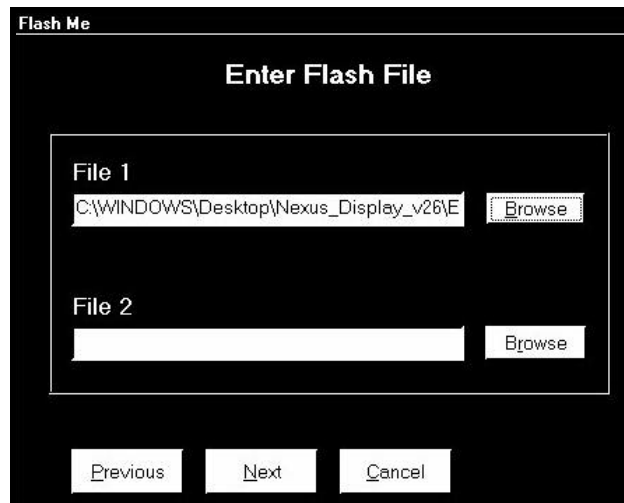 Flash Me
Enter Flash File
File 1
C:\WINDOWS\Desktop\Nexus_Display_v26\E
Browse
File 2
Browse
Previous Next Cancel